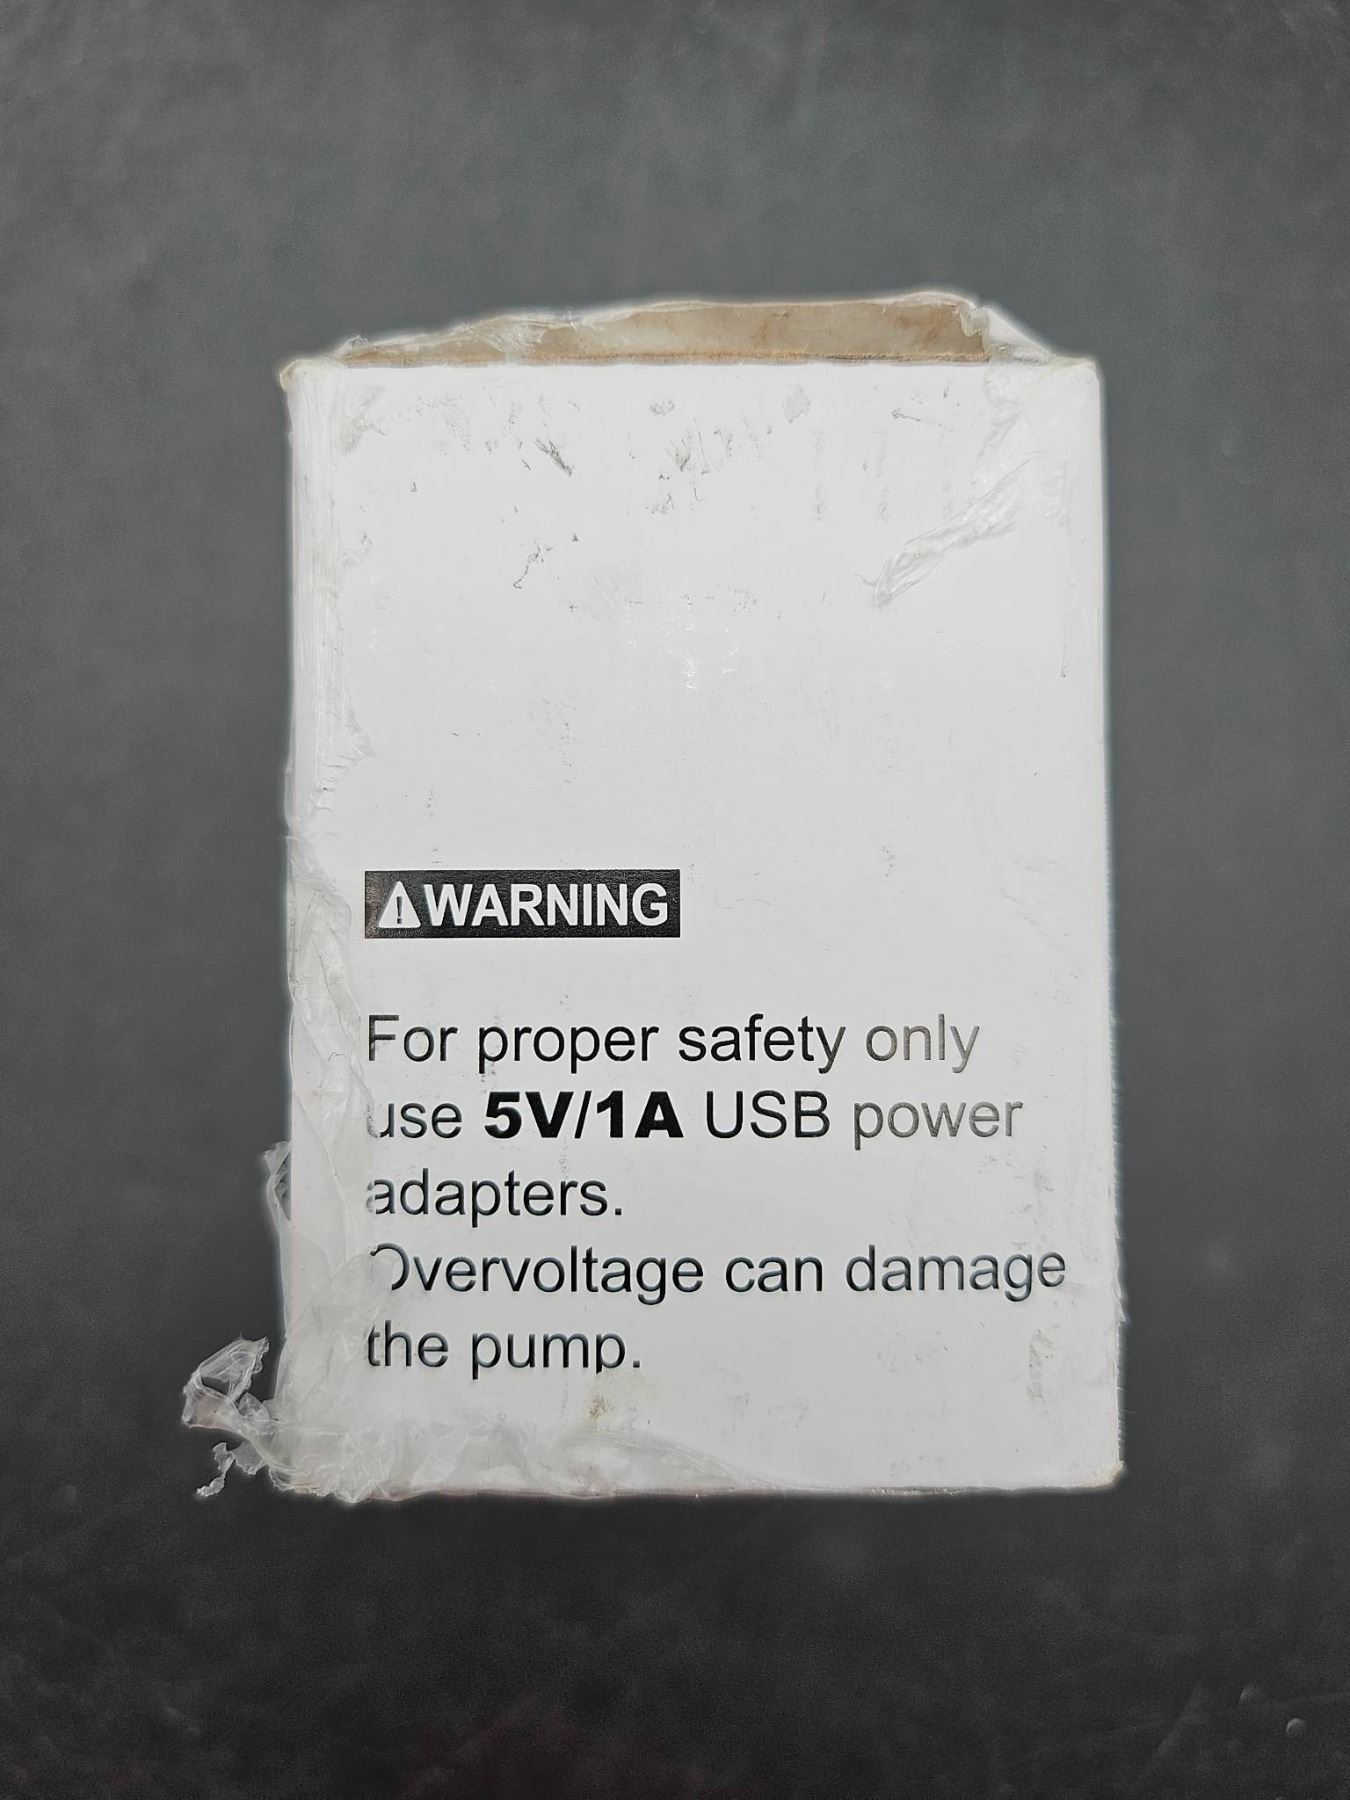 ⚠WARNING
For proper safety only
use 5V/1A USB power
adapters.
Overvoltage can damage
the pump.